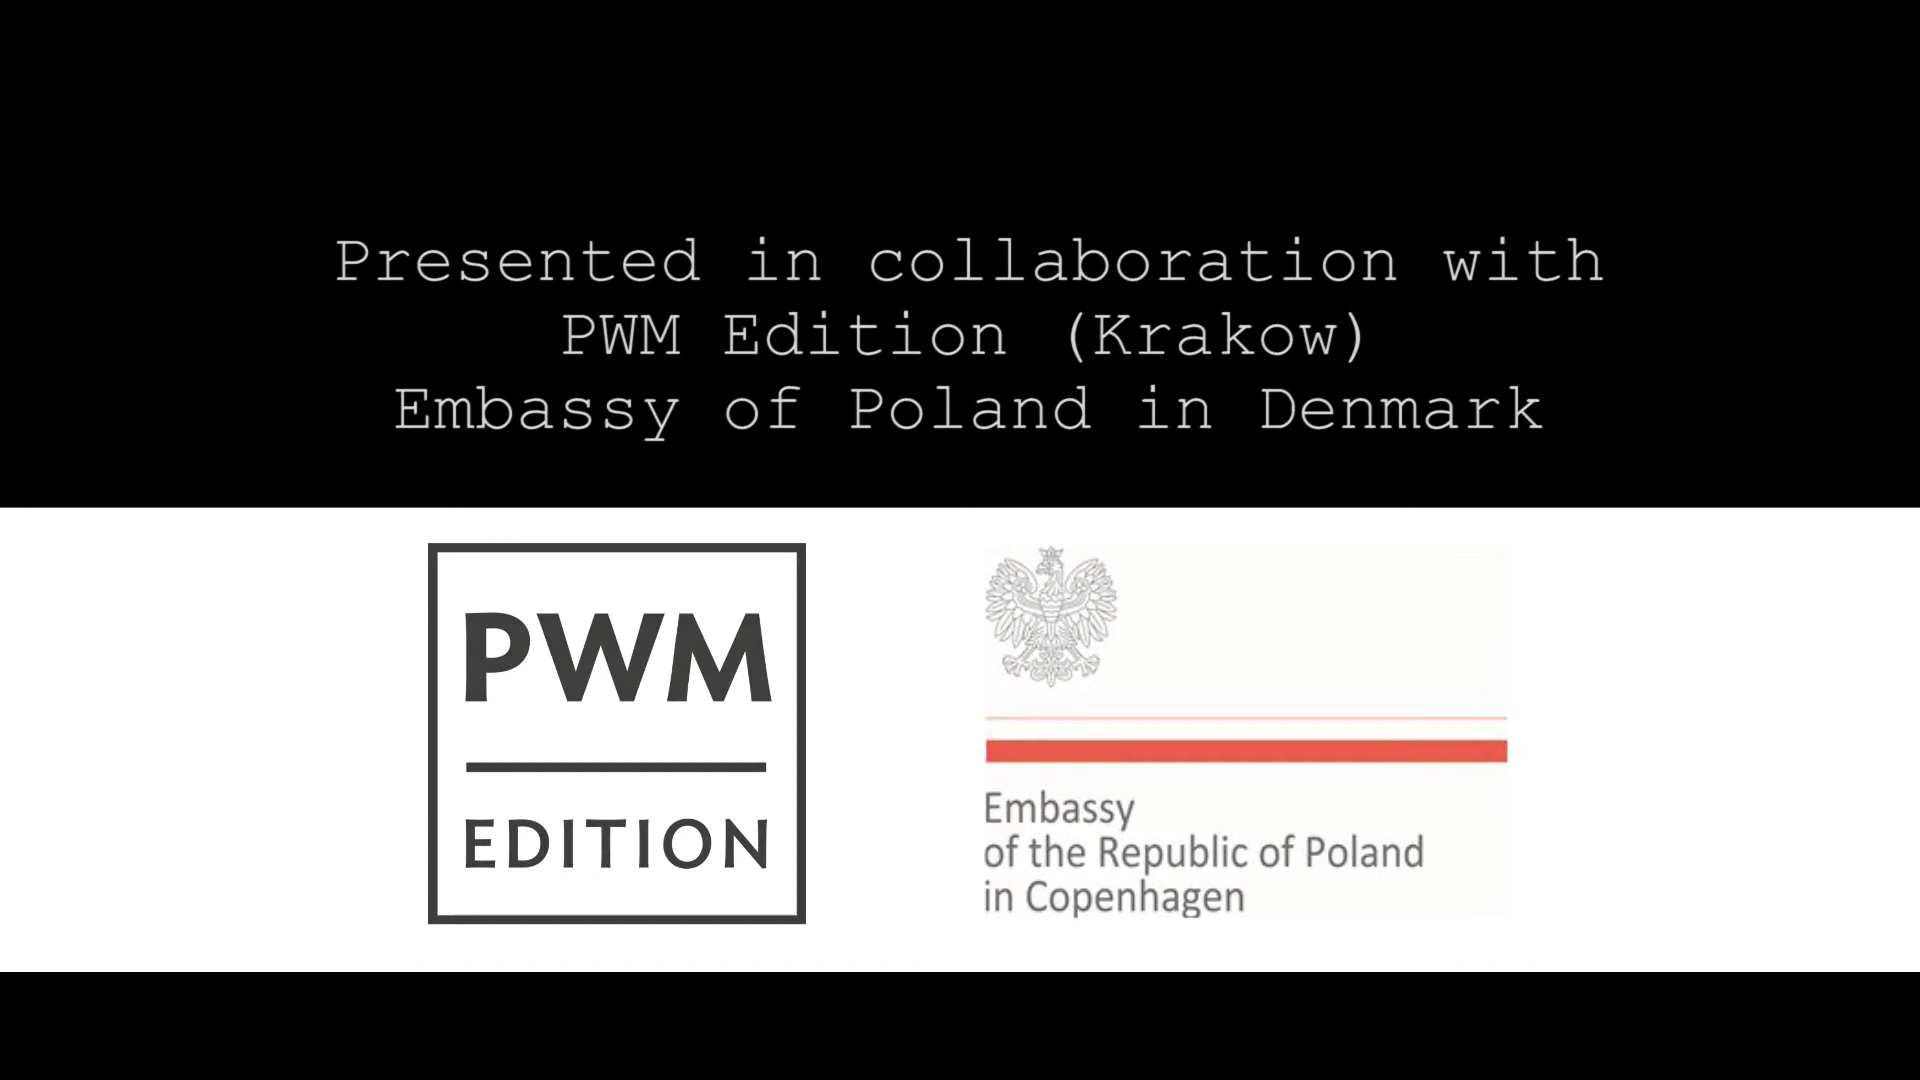 Presented in collaboration with
PWM Edition (Krakow)
Embassy of Poland in Denmark
PWM
EDITION
Embassy
of the Republic of Poland
in Copenhagen